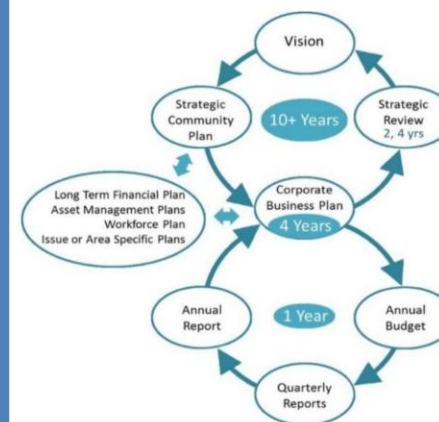 Vision
Strategic
Community
Plan
10+ Years
Strategic
Review
2, 4 yrs
Long Term Financial Plan
Asset Management Plans
Workforce Plan
Issue or Area Specific Plans
Corporate
Business Plan
4 Years
Annual
Report
1 Year
Annual
Budget
Quarterly
Reports